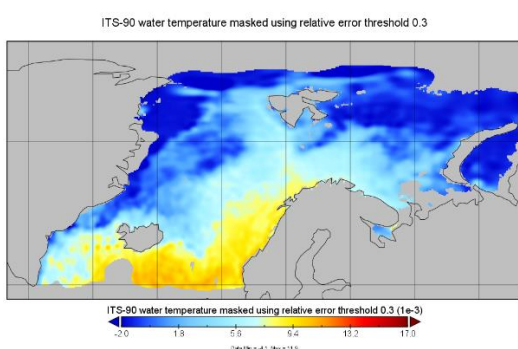 ITS-90 water temperature masked using relative error threshold 0.3
ITS-90 water temperature masked using relative error threshold 0.3 (1e-3)
-2.0 1.8 5.6 9.4 13.2 17.0